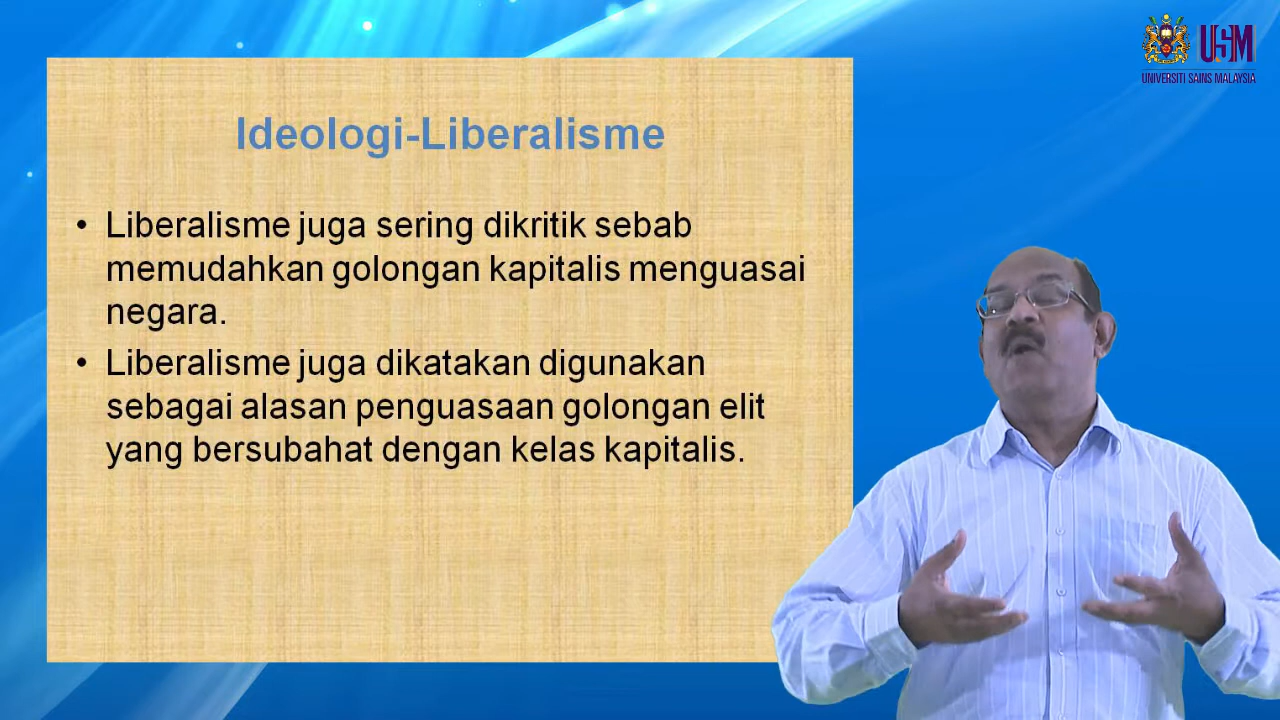 USM
UNIVERSITI SAINS MALAYSIA
Ideologi-Liberalisme
• Liberalisme juga sering dikritik sebab
memudahkan golongan kapitalis menguasai
negara.
• Liberalisme juga dikatakan digunakan
sebagai alasan penguasaan golongan elit
yang bersubahat dengan kelas kapitalis.